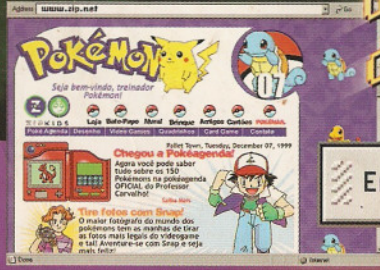 Address www.zip.net Go
POKéMON
Seja bem-vindo, treinador
Pokémon!
07
Z
ZIPKIDS
Loja Bate-Papo Mural Brinque Amigos Cartões POKéMAIL
Poké Agenda Desenho Video Games Quadrinhos Card Game Contato
Pallet Town, Tuesday, December 07, 1999
Chegou a Pokéagenda!
Agora você pode saber
tudo sobre os 150
Pokémons na pokéagenda
OFICIAL do Professor
Carvalho!
Saiba Mais
Tire fotos com Snap!
O maior fotógrafo do mundo dos
pokémons tem as manhas de tirar
as fotos mais legais do videogame
e tal! Aventure-se com Snap e seja
mais feliz!
Done
Internet
E